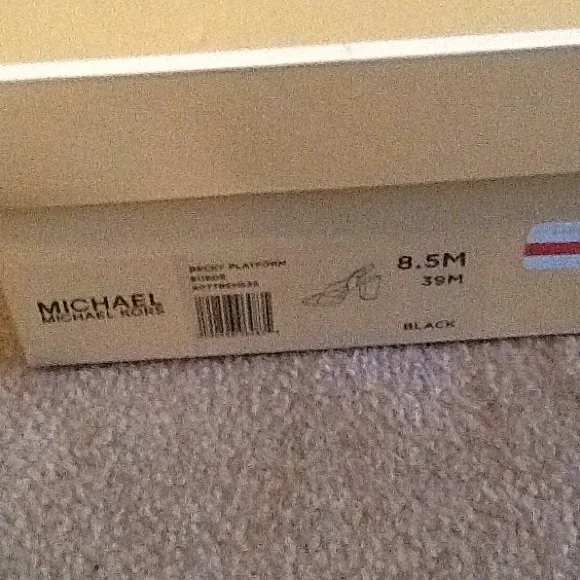 MICHAEL
MICHAEL KORS
BECKY PLATFORM
8.5M
39M
BLACK